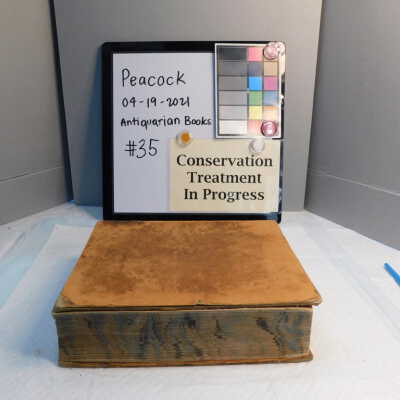 Peacock
04-19-2021
Antiquarian Books
#35
Conservation
Treatment
In Progress